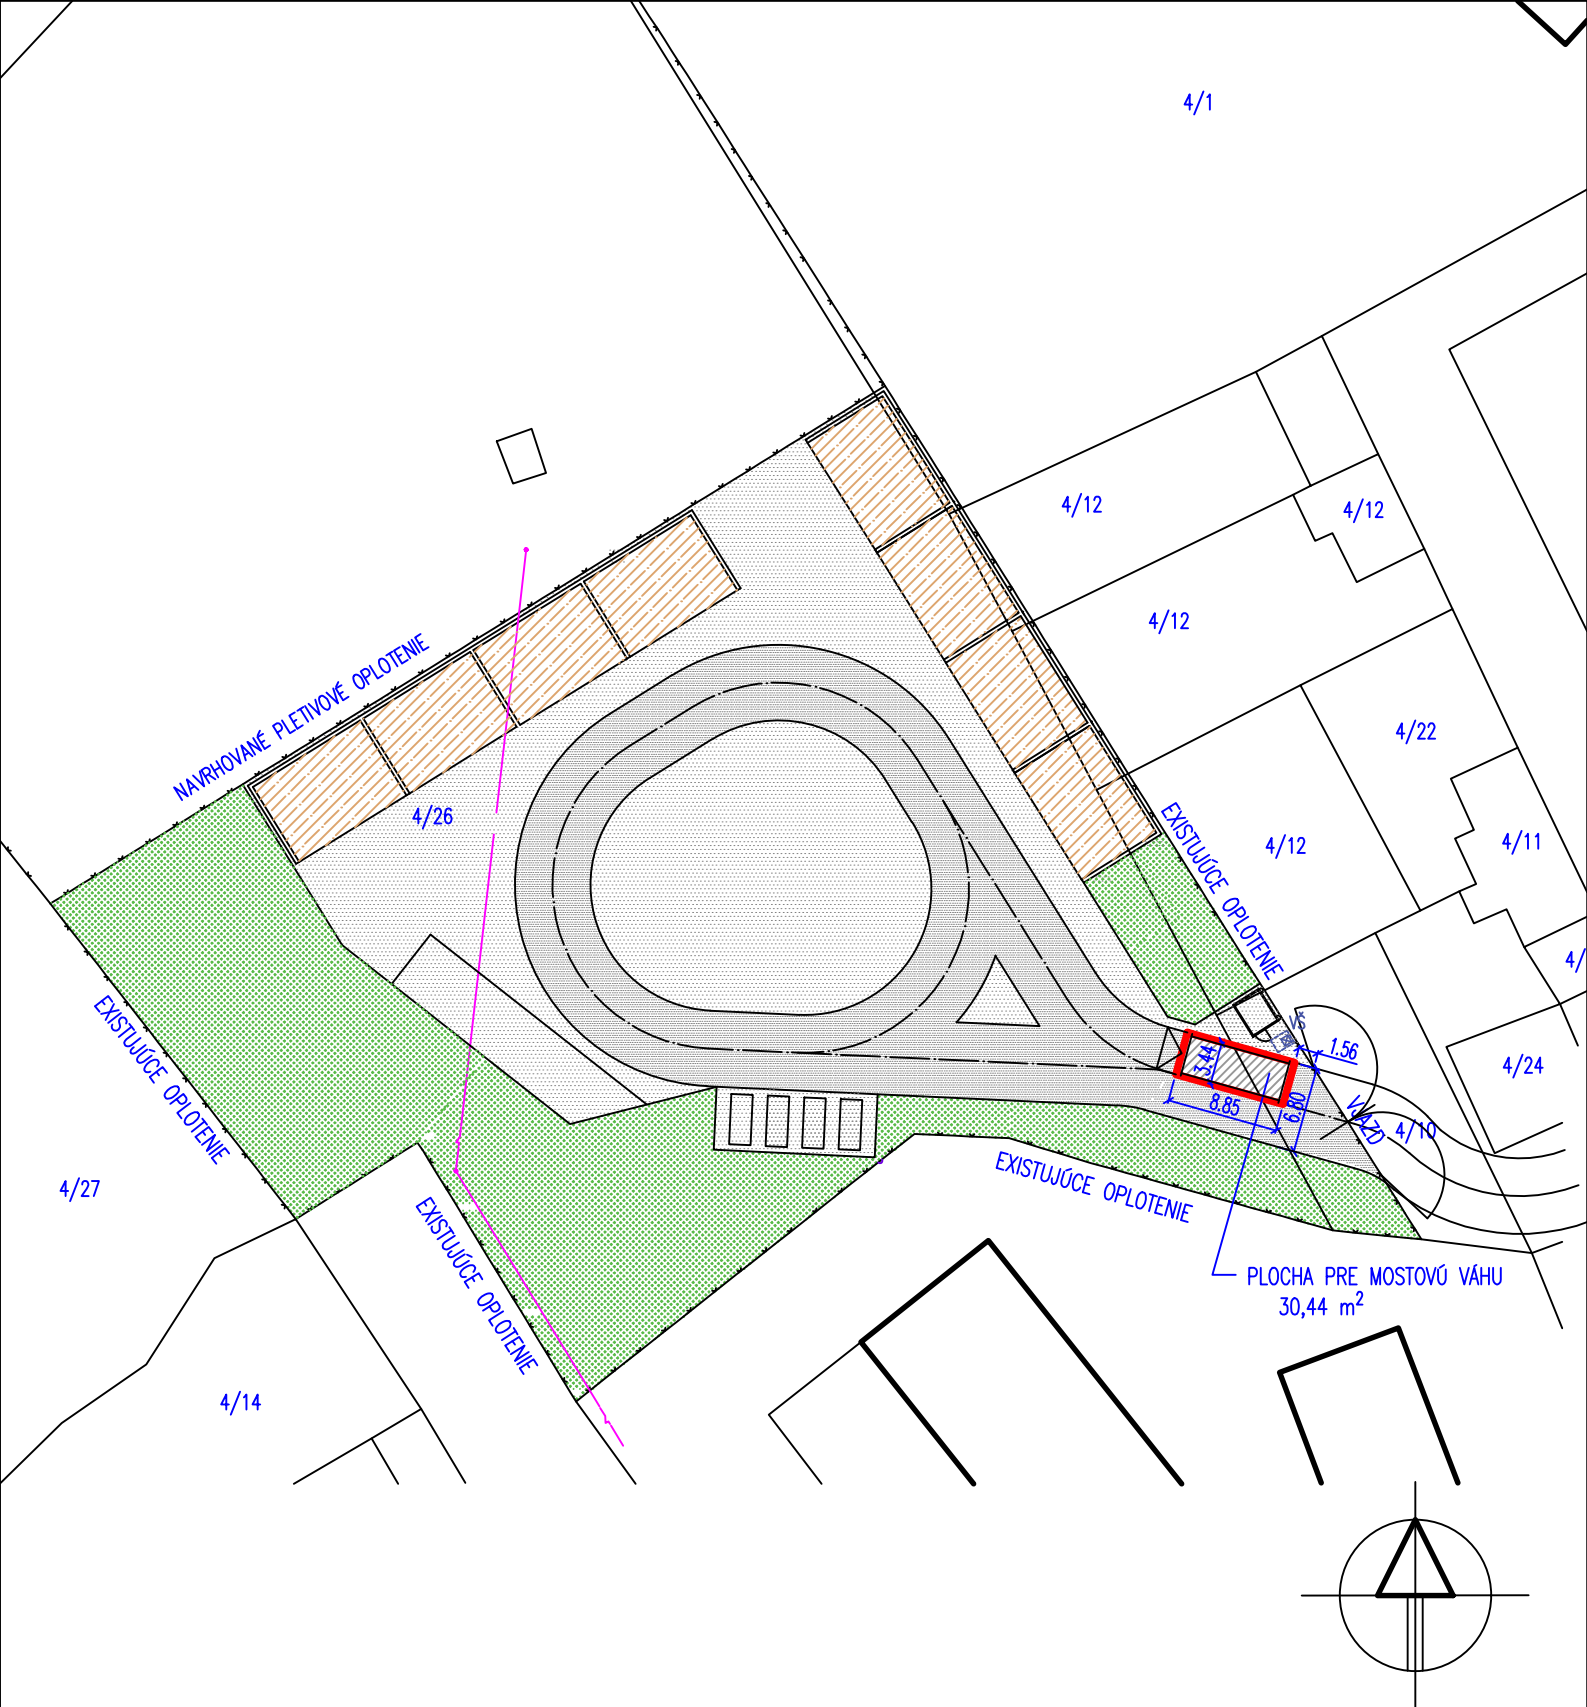 4/1
4/12
4/12
4/12
NAVRHOVANÉ PLETIVOVÉ OPLOTENIE
4/22
4/26
4/12
4/11
EXISTUJÚCE OPLOTENIE
4/
EXISTUJÚCE OPLOTENIE
VŠ
1.56
3.44
4/24
8.85
6.80
VJAZD
4/10
4/27
EXISTUJÚCE OPLOTENIE
EXISTUJÚCE OPLOTENIE
PLOCHA PRE MOSTOVÚ VÁHU
30,44 m²
4/14